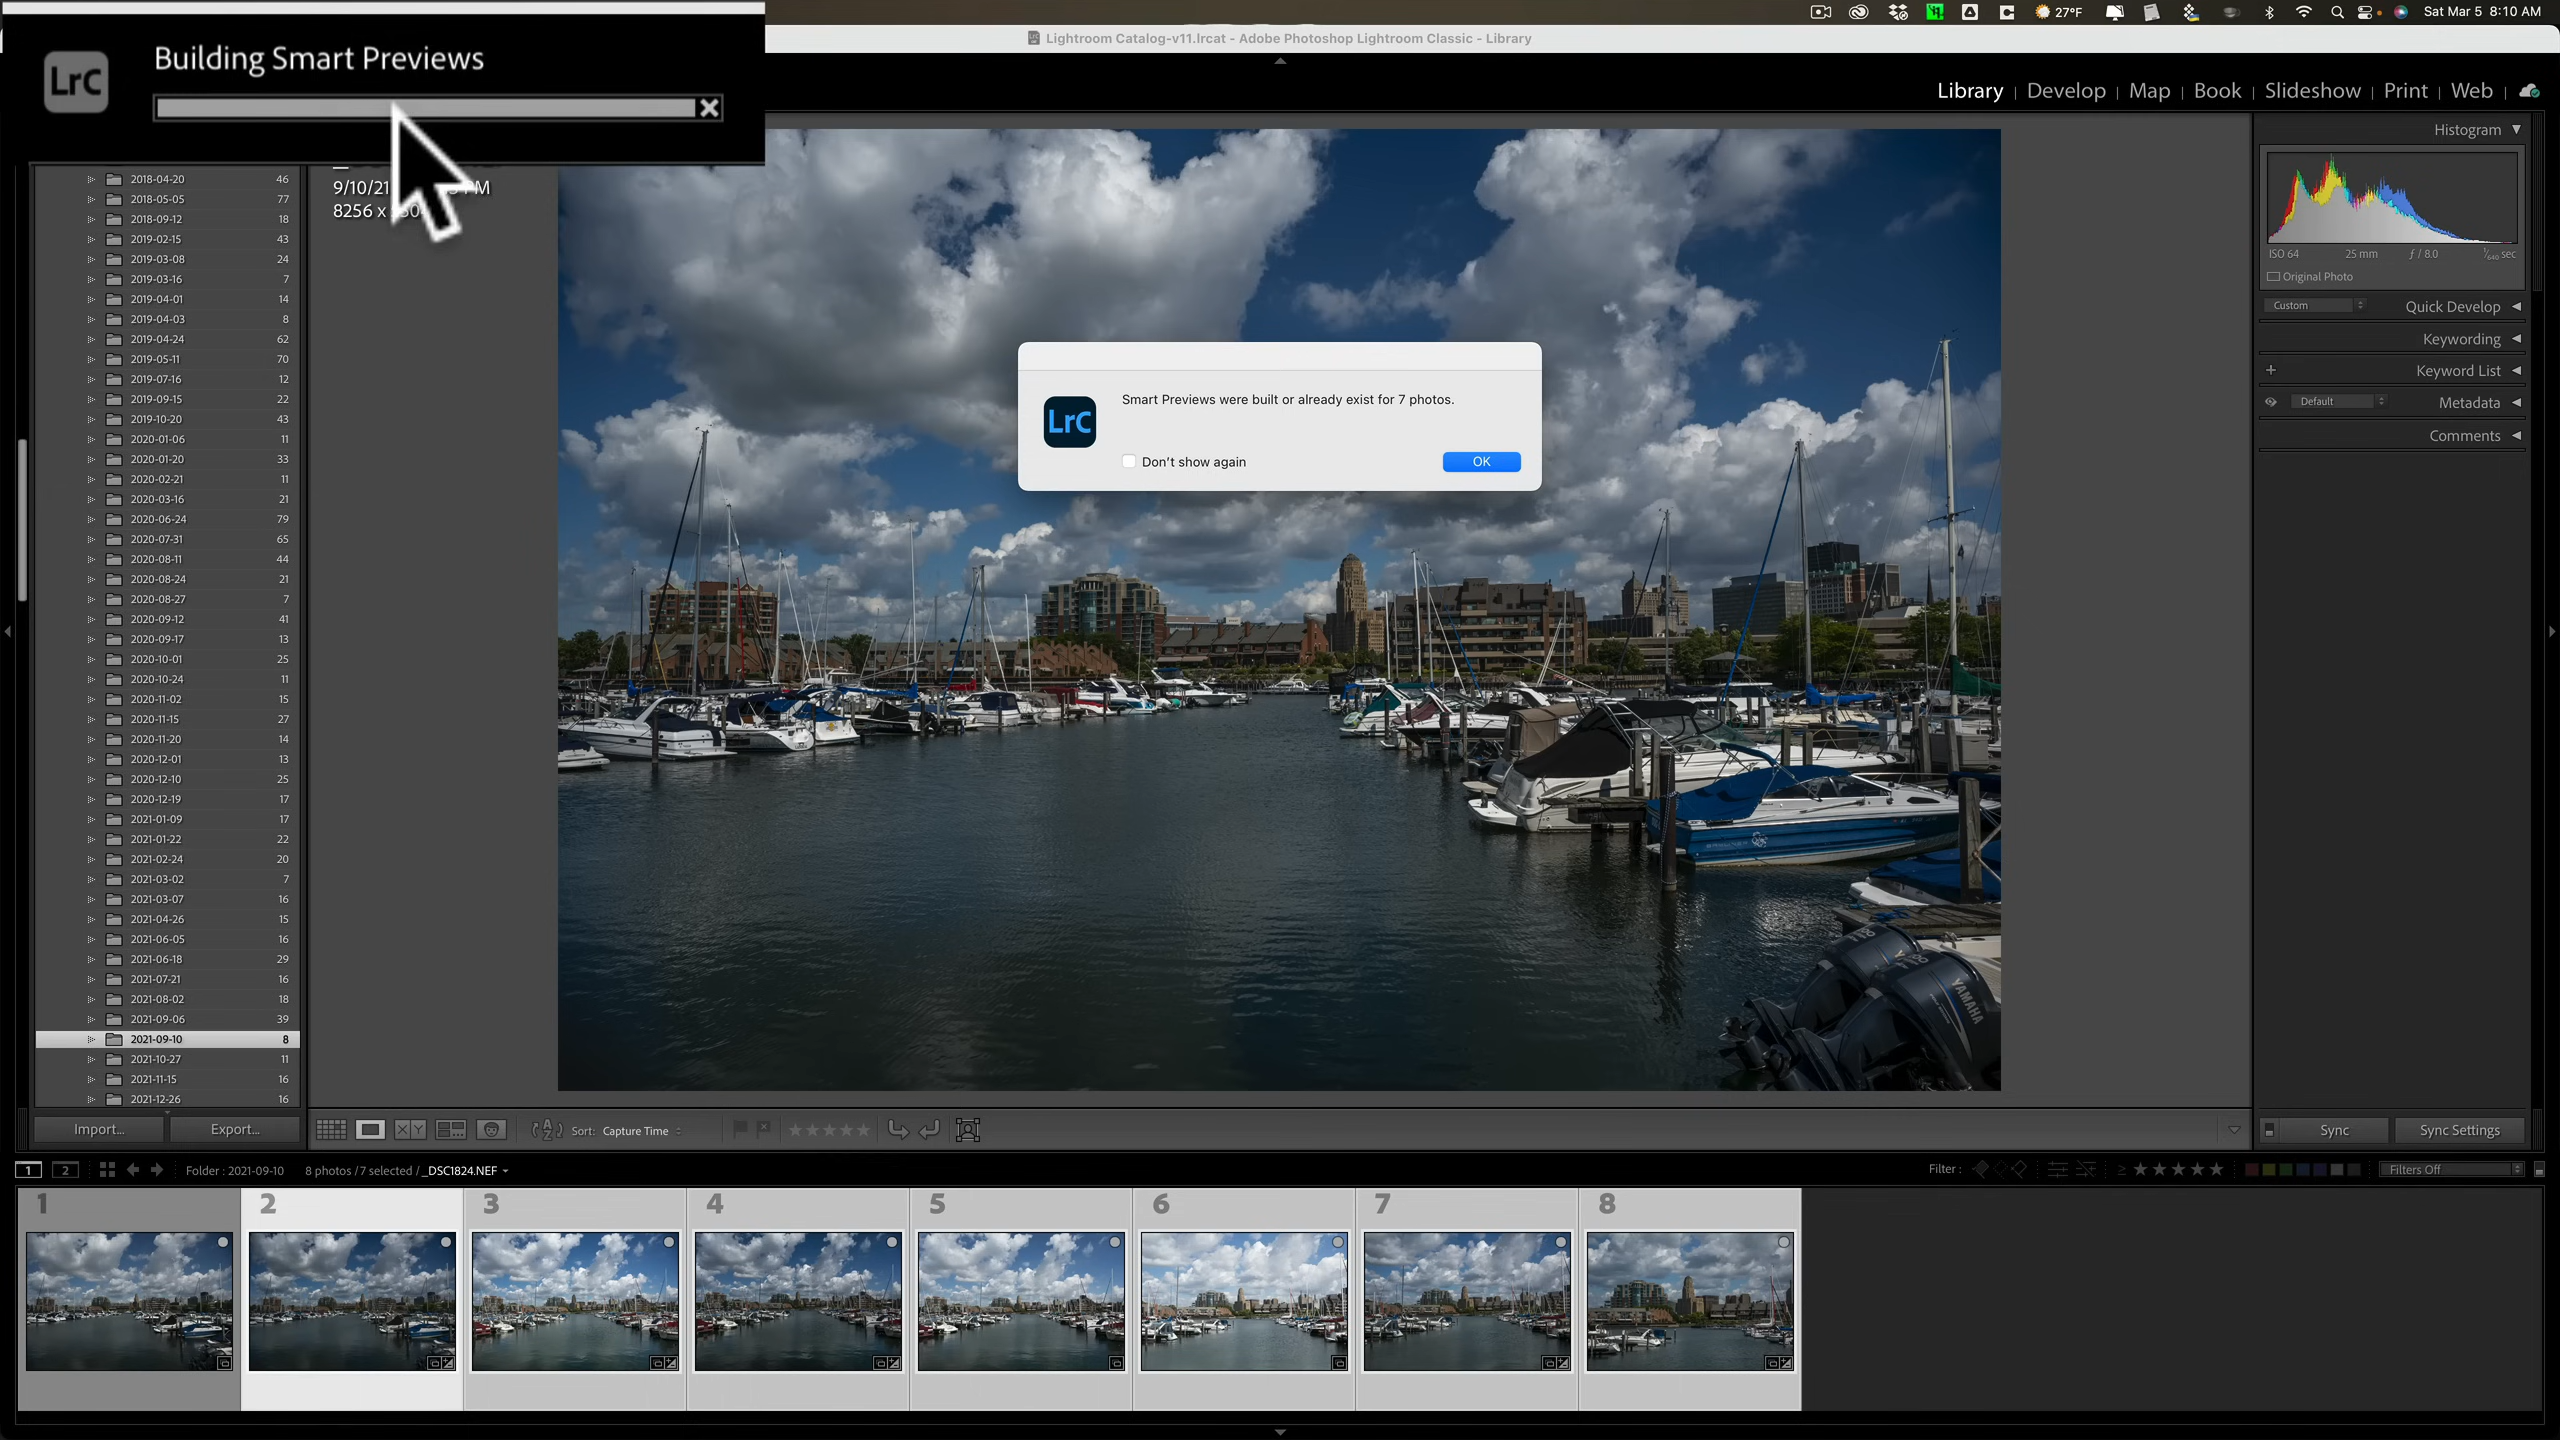 27°F
Sat Mar 5 8:10 AM
Lightroom Catalog-v11.lrcat - Adobe Photoshop Lightroom Classic - Library
LrC
Building Smart Previews
Library | Develop | Map | Book | Slideshow | Print | Web
9/10/21 PM
8256 x
2018-04-20 46
2018-05-05 77
2018-09-12 18
2019-02-15 43
2019-03-08 24
2019-03-16 7
2019-04-01 14
2019-04-03 8
2019-04-24 62
2019-05-11 70
2019-07-16 12
2019-09-15 22
2019-10-20 43
2020-01-06 11
2020-01-20 33
2020-02-21 11
2020-03-16 21
2020-06-24 79
2020-07-31 65
2020-08-11 44
2020-08-24 21
2020-08-27 7
2020-09-12 41
2020-09-17 13
2020-10-01 25
2020-10-24 11
2020-11-02 15
2020-11-15 27
2020-11-20 14
2020-12-01 13
2020-12-10 25
2020-12-19 17
2021-01-09 17
2021-01-22 22
2021-02-24 20
2021-03-02 7
2021-03-07 16
2021-04-26 15
2021-06-05 16
2021-06-18 29
2021-07-21 16
2021-08-02 18
2021-09-06 39
2021-09-10 8
2021-10-27 11
2021-11-15 16
2021-12-26 16
Import...
Export...
LrC
Smart Previews were built or already exist for 7 photos.
Don't show again
OK
YAMAHA
Histogram
ISO 64 25 mm ƒ / 8.0 1/640 sec
Original Photo
Custom
Quick Develop
Keywording
Keyword List
Default
Metadata
Comments
XY
Sort: Capture Time
Sync
Sync Settings
1
2
Folder : 2021-09-10
8 photos / 7 selected / _DSC1824.NEF
Filter :
≥
Filters Off
1
2
3
4
5
6
7
8